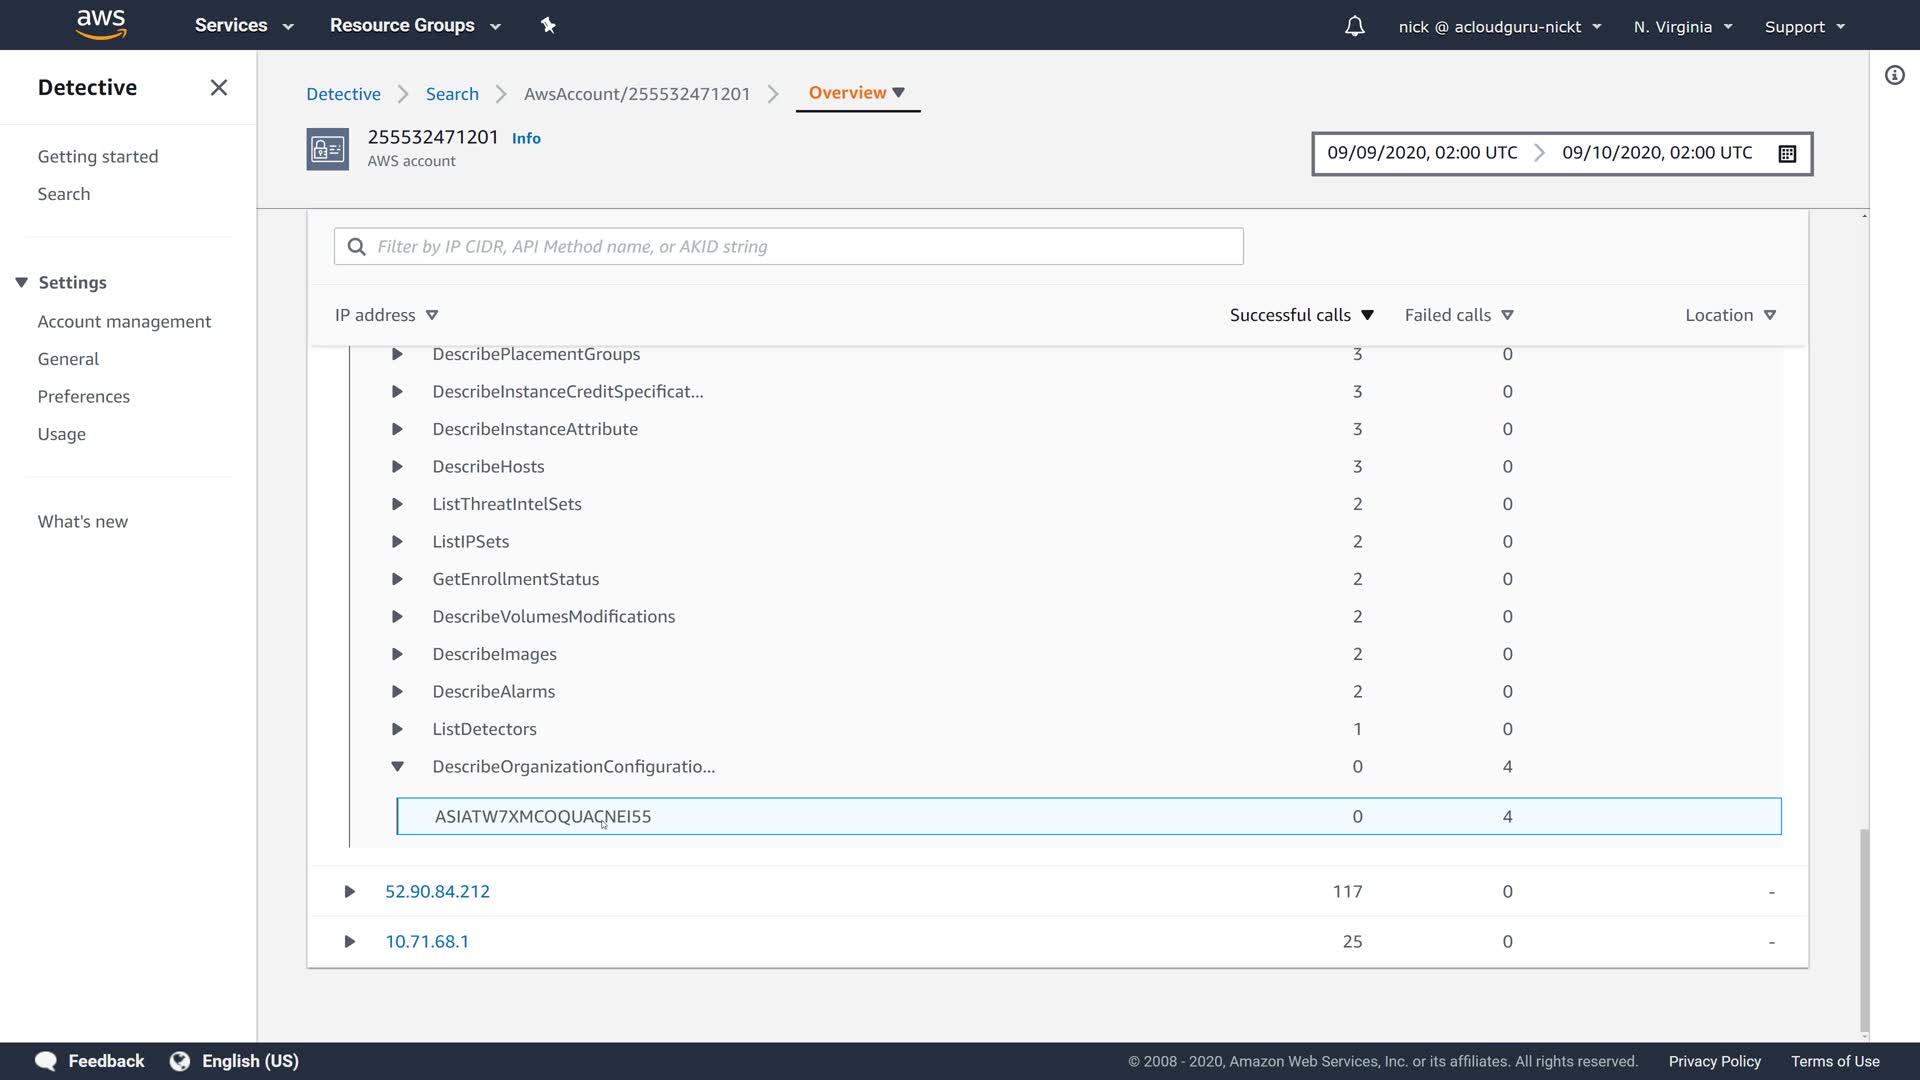 aws Services Resource Groups nick @ acloudguru-nickt N. Virginia Support
Detective
Getting started
Search
Settings
Account management
General
Preferences
Usage
What's new
Detective Search AwsAccount/255532471201 Overview
255532471201 Info
AWS account
09/09/2020, 02:00 UTC 09/10/2020, 02:00 UTC
Filter by IP CIDR, API Method name, or AKID string
IP address Successful calls Failed calls Location
DescribePlacementGroups 3 0
DescribeInstanceCreditSpecificat... 3 0
DescribeInstanceAttribute 3 0
DescribeHosts 3 0
ListThreatIntelSets 2 0
ListIPSets 2 0
GetEnrollmentStatus 2 0
DescribeVolumesModifications 2 0
DescribeImages 2 0
DescribeAlarms 2 0
ListDetectors 1 0
DescribeOrganizationConfiguratio... 0 4
ASIATW7XMCOQUACNEI55 0 4
52.90.84.212 117 0 -
10.71.68.1 25 0 -
Feedback English (US) © 2008 - 2020, Amazon Web Services, Inc. or its affiliates. All rights reserved. Privacy Policy Terms of Use